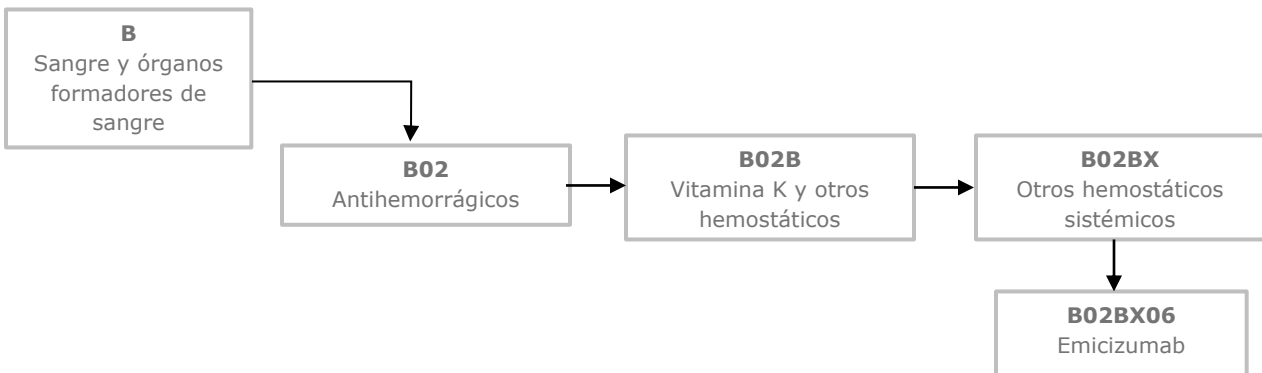 B
Sangre y órganos
formadores de
sangre
B02
Antihemorrágicos
B02B
Vitamina K y otros
hemostáticos
B02BX
Otros hemostáticos
sistémicos
B02BX06
Emicizumab